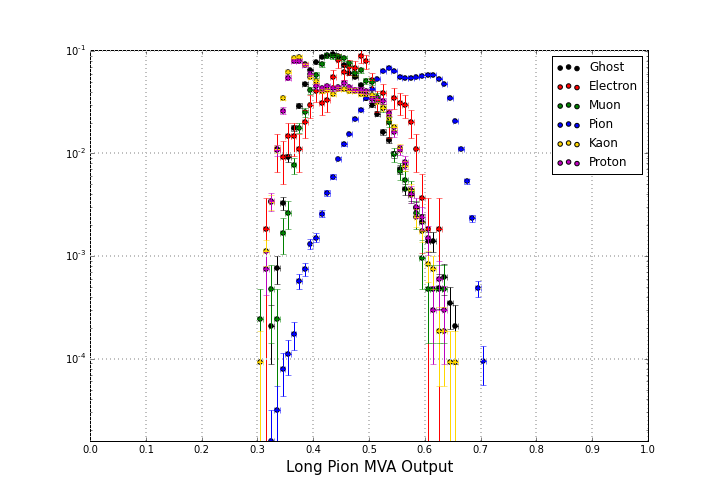 10⁻¹
10⁻²
10⁻³
10⁻⁴
Ghost
Electron
Muon
Pion
Kaon
Proton
0.0 0.1 0.2 0.3 0.4 0.5 0.6 0.7 0.8 0.9 1.0
Long Pion MVA Output